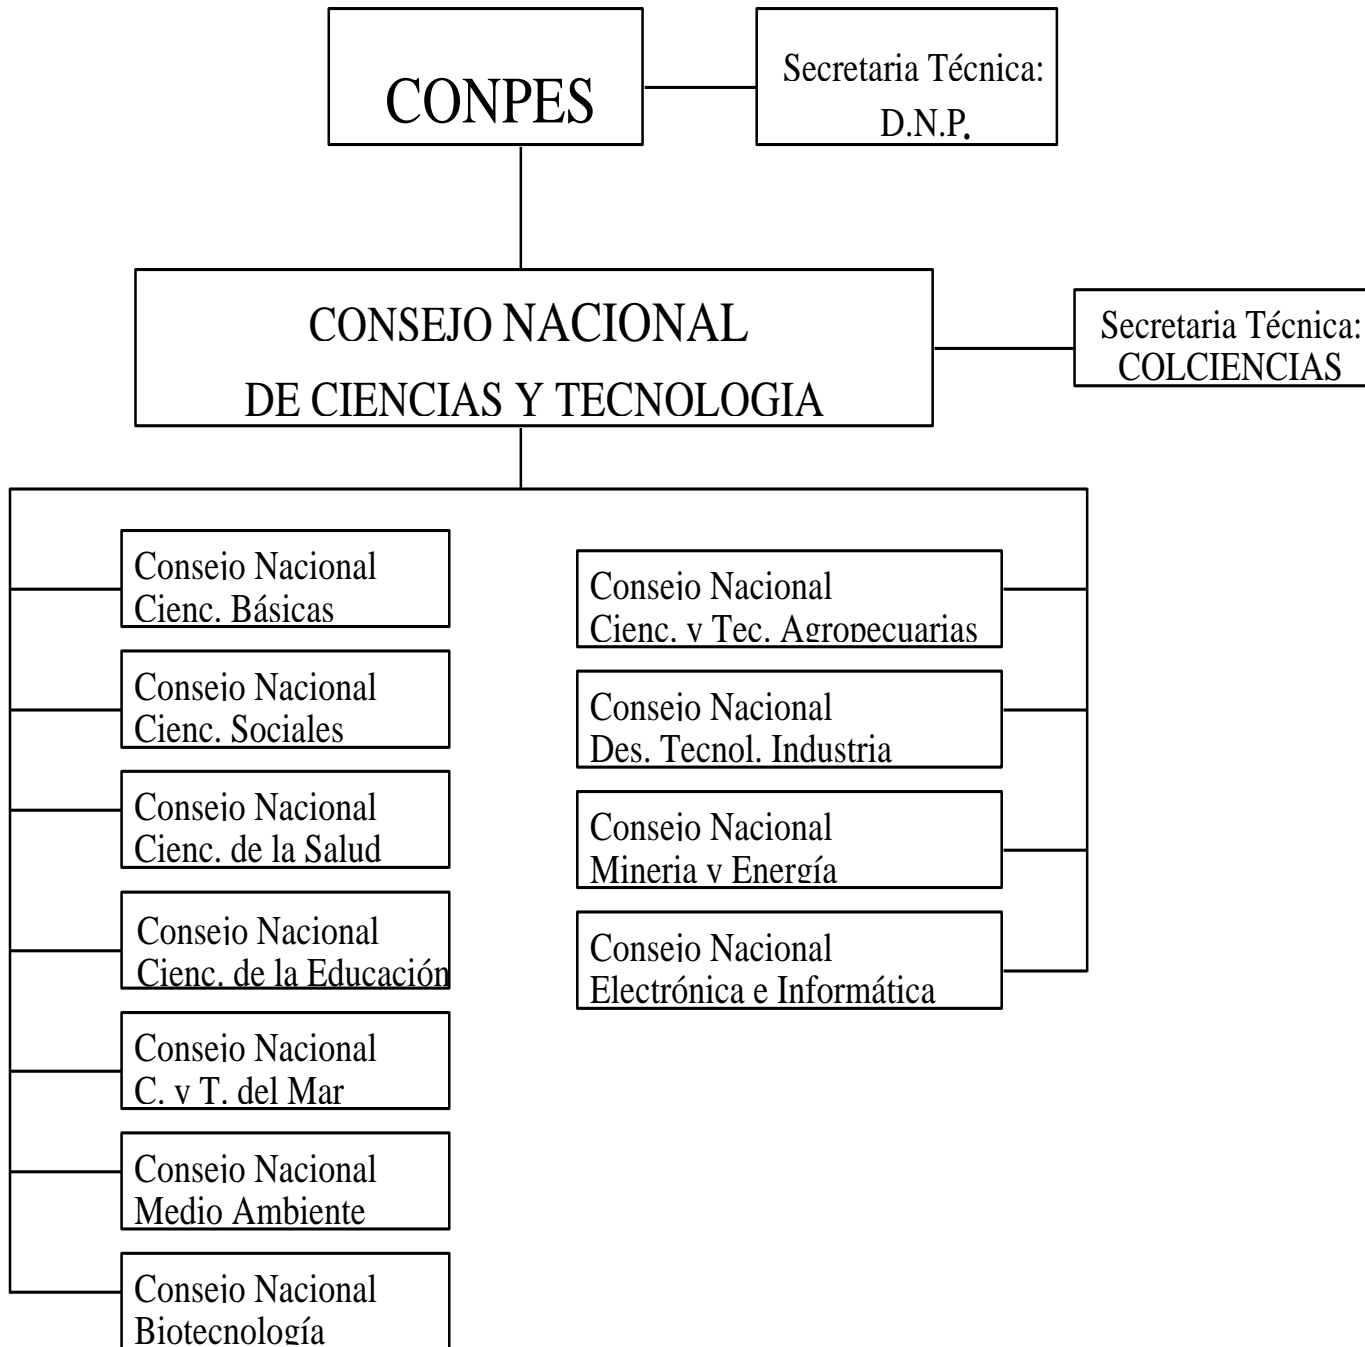 CONPES
Secretaria Técnica:
D.N.P.
CONSEJO NACIONAL
DE CIENCIAS Y TECNOLOGIA
Secretaria Técnica:
COLCIENCIAS
Consejo Nacional
Cienc. Básicas
Consejo Nacional
Cienc. Sociales
Consejo Nacional
Cienc. de la Salud
Consejo Nacional
Cienc. de la Educación
Consejo Nacional
C. y T. del Mar
Consejo Nacional
Medio Ambiente
Consejo Nacional
Biotecnología
Consejo Nacional
Cienc. y Tec. Agropecuarias
Consejo Nacional
Des. Tecnol. Industria
Consejo Nacional
Mineria y Energía
Consejo Nacional
Electrónica e Informática